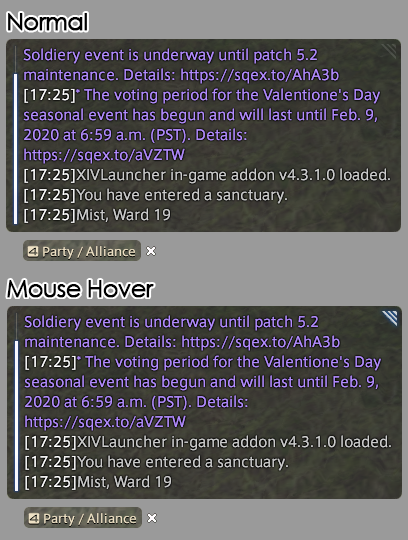 Normal
Soldiery event is underway until patch 5.2
maintenance. Details: https://sqex.to/AhA3b
[17:25]* The voting period for the Valentione's Day
seasonal event has begun and will last until Feb. 9,
2020 at 6:59 a.m. (PST). Details:
https://sqex.to/aVZTW
[17:25]XIVLauncher in-game addon v4.3.1.0 loaded.
[17:25]You have entered a sanctuary.
[17:25]Mist, Ward 19
4 Party / Alliance
Mouse Hover
Soldiery event is underway until patch 5.2
maintenance. Details: https://sqex.to/AhA3b
[17:25]* The voting period for the Valentione's Day
seasonal event has begun and will last until Feb. 9,
2020 at 6:59 a.m. (PST). Details:
https://sqex.to/aVZTW
[17:25]XIVLauncher in-game addon v4.3.1.0 loaded.
[17:25]You have entered a sanctuary.
[17:25]Mist, Ward 19
4 Party / Alliance